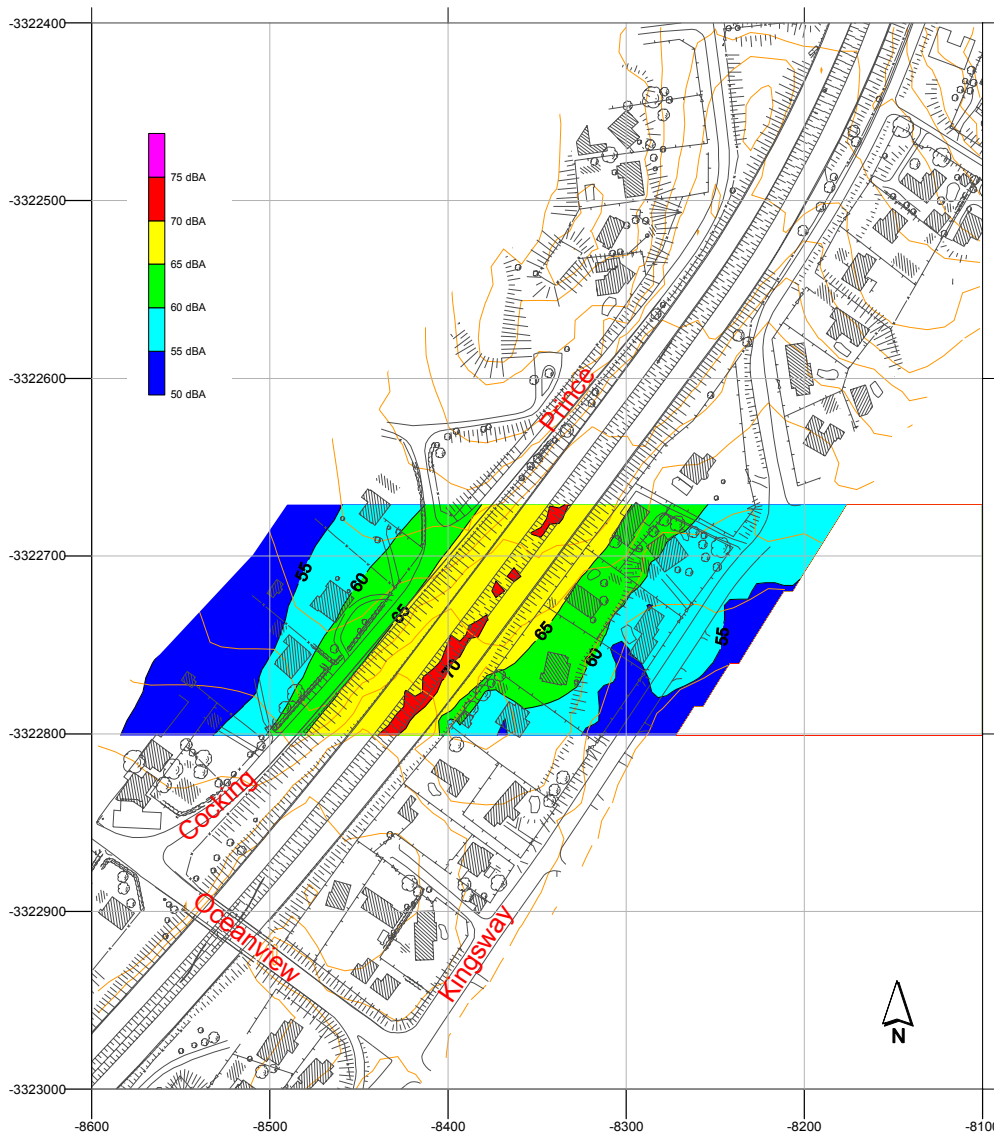 -3322400
-3322500
-3322600
-3322700
-3322800
-3322900
-3323000
75 dBA
70 dBA
65 dBA
60 dBA
55 dBA
50 dBA
Prince
55
60
65
70
65
60
55
Cocking
Oceanview
Kingsway
N
-8600
-8500
-8400
-8300
-8200
-8100